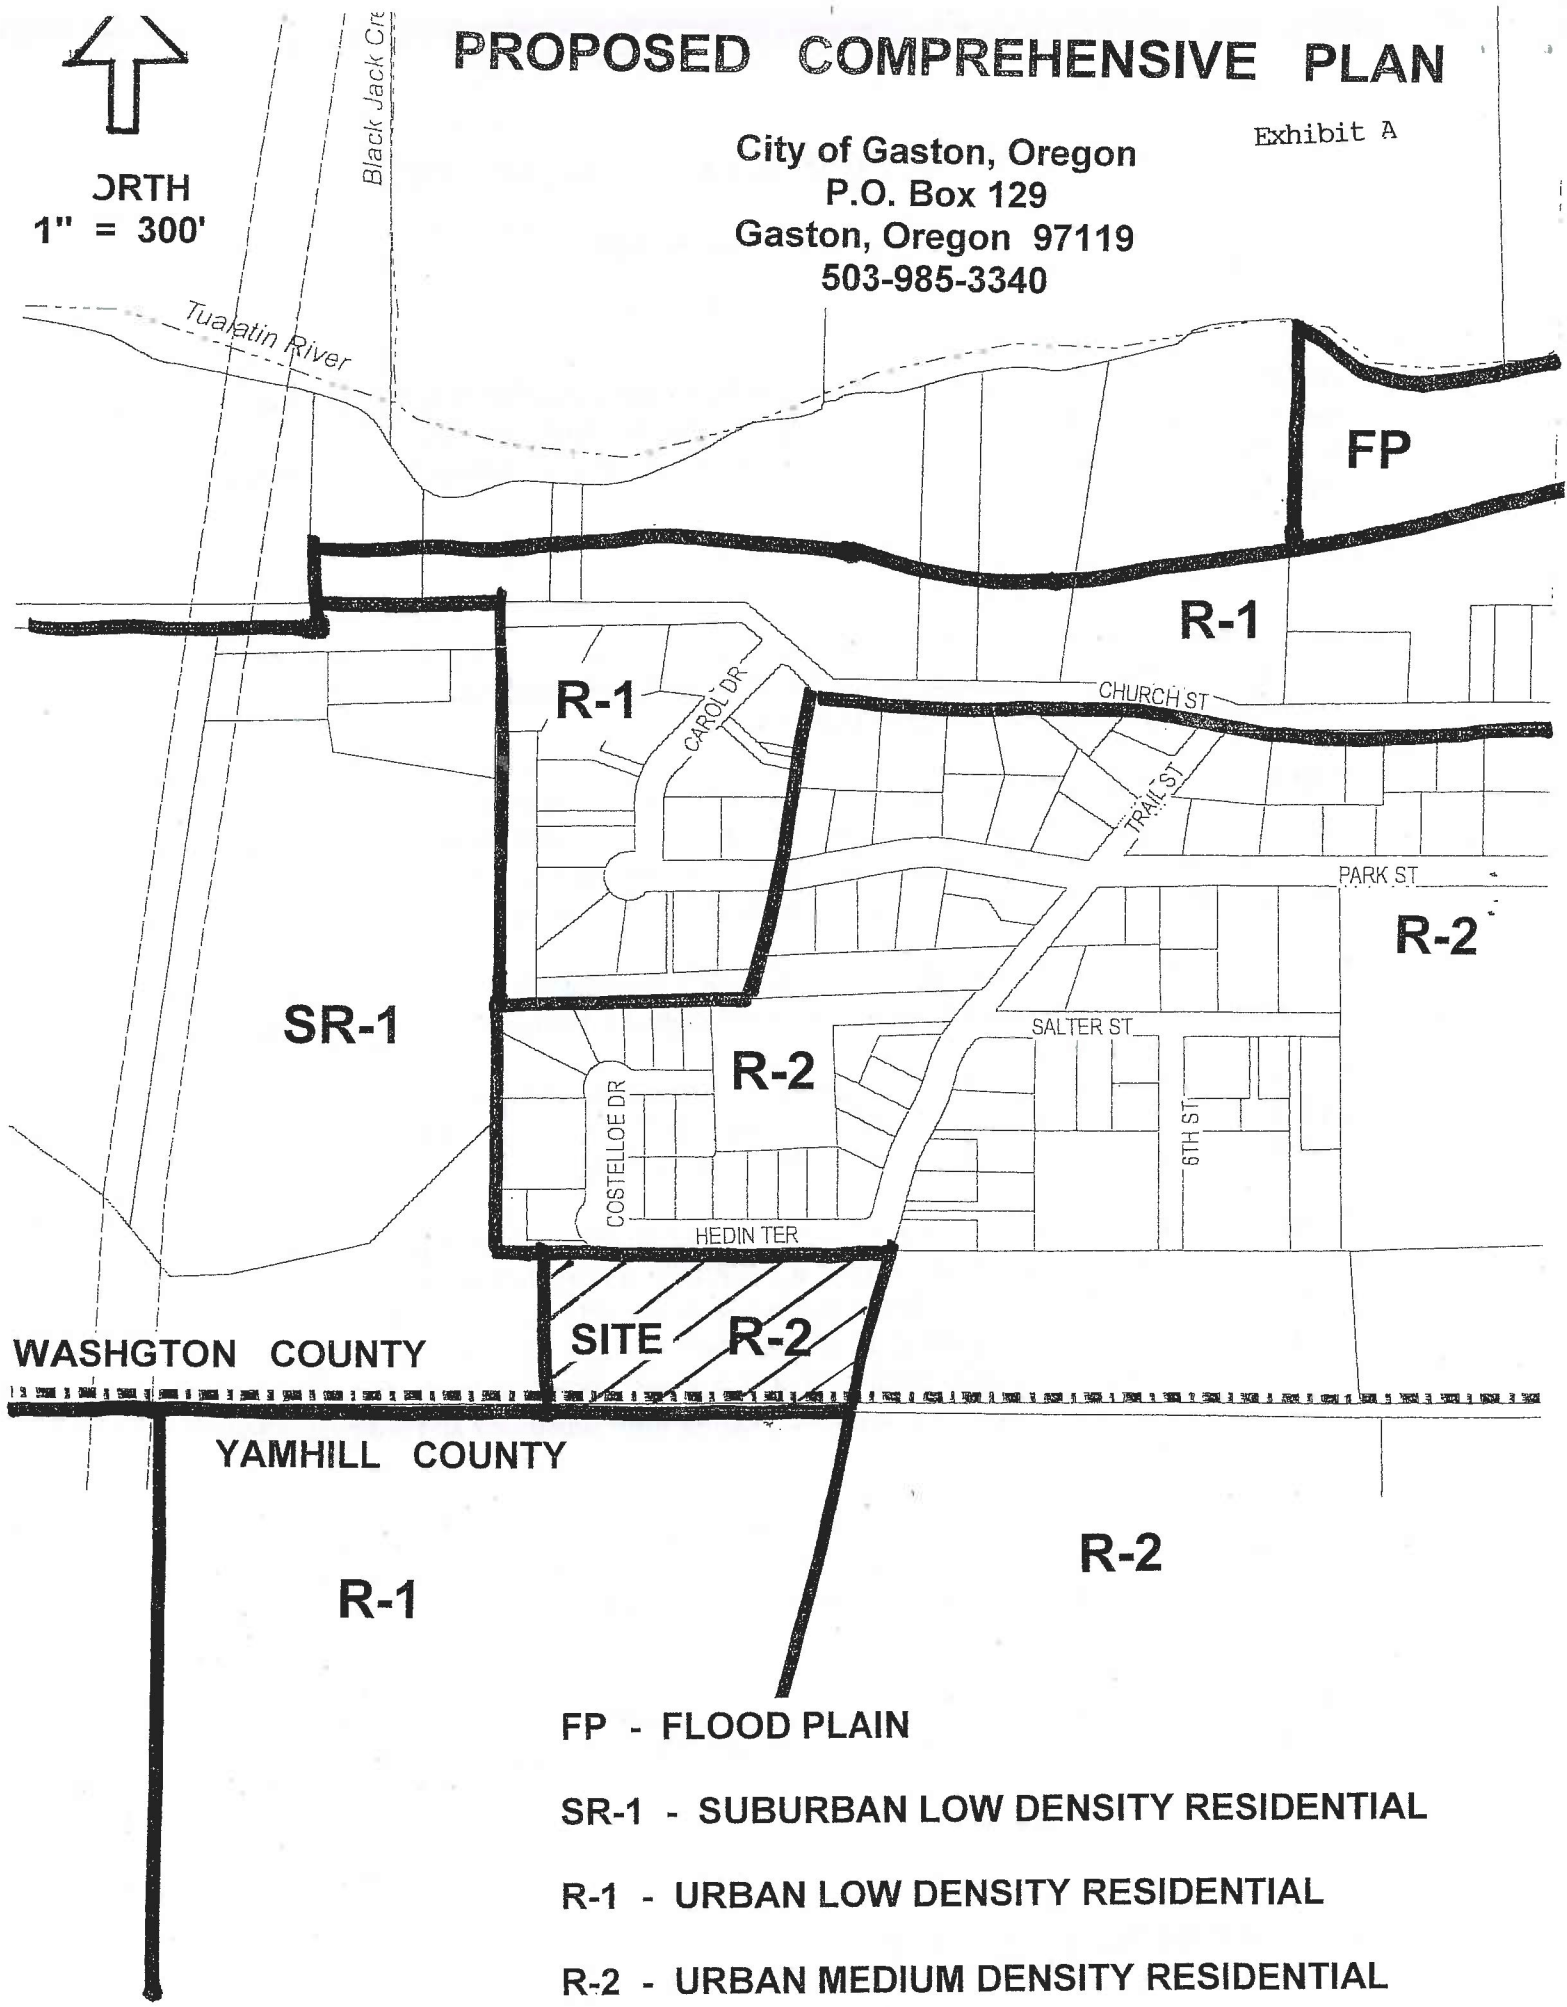 PROPOSED COMPREHENSIVE PLAN
Exhibit A
City of Gaston, Oregon
P.O. Box 129
Gaston, Oregon 97119
503-985-3340
ORTH
1" = 300'
Black Jack Cre
Tualatin River
FP
R-1
R-1
CAROL DR
CHURCH ST
TRAIL ST
PARK ST
R-2
SR-1
SALTER ST
R-2
COSTELLOE DR
6TH ST
HEDIN TER
SITE R-2
WASHGTON COUNTY
YAMHILL COUNTY
R-2
R-1
FP - FLOOD PLAIN
SR-1 - SUBURBAN LOW DENSITY RESIDENTIAL
R-1 - URBAN LOW DENSITY RESIDENTIAL
R-2 - URBAN MEDIUM DENSITY RESIDENTIAL